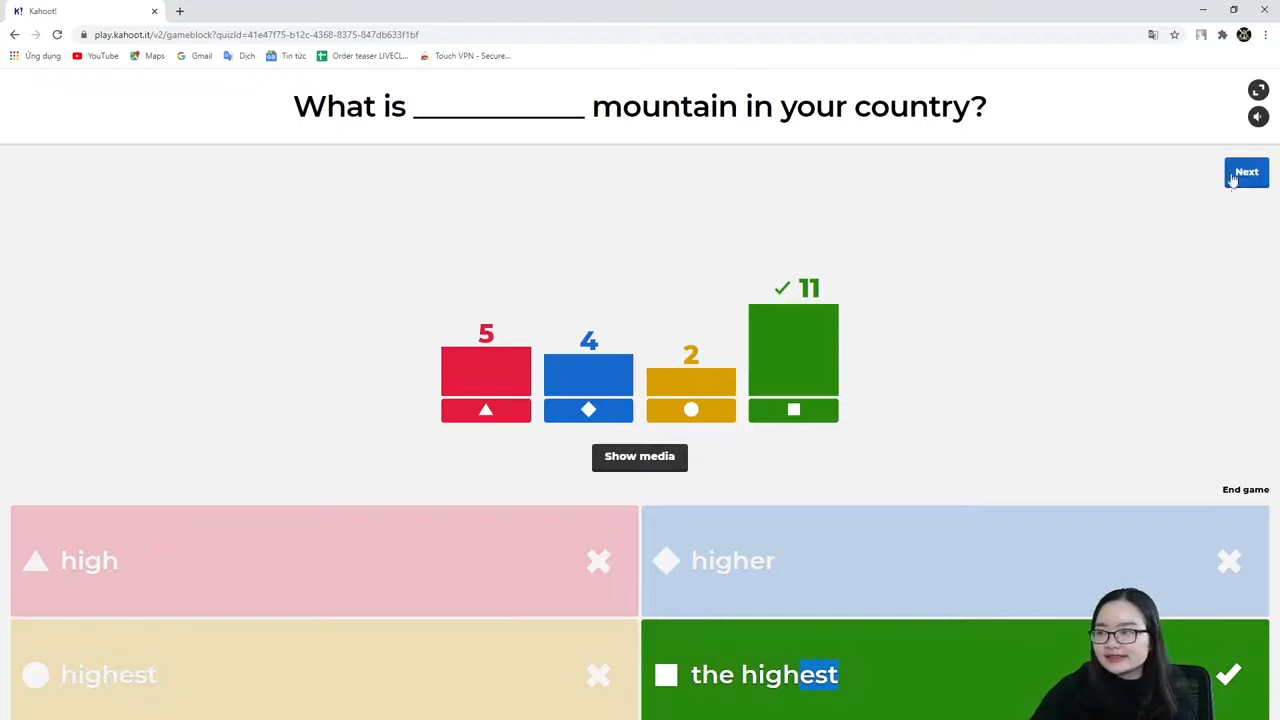 K! Kahoot!
play.kahoot.it/v2/gameblock?quizId=41e47f75-b12c-4368-8375-847db633f1bf
Ứng dụng YouTube Maps Gmail Dịch Tin tức Order teaser LIVECL... Touch VPN - Secure...
What is ____________ mountain in your country?
Next
11
5
4
2
Show media
End game
high
higher
highest
the highest